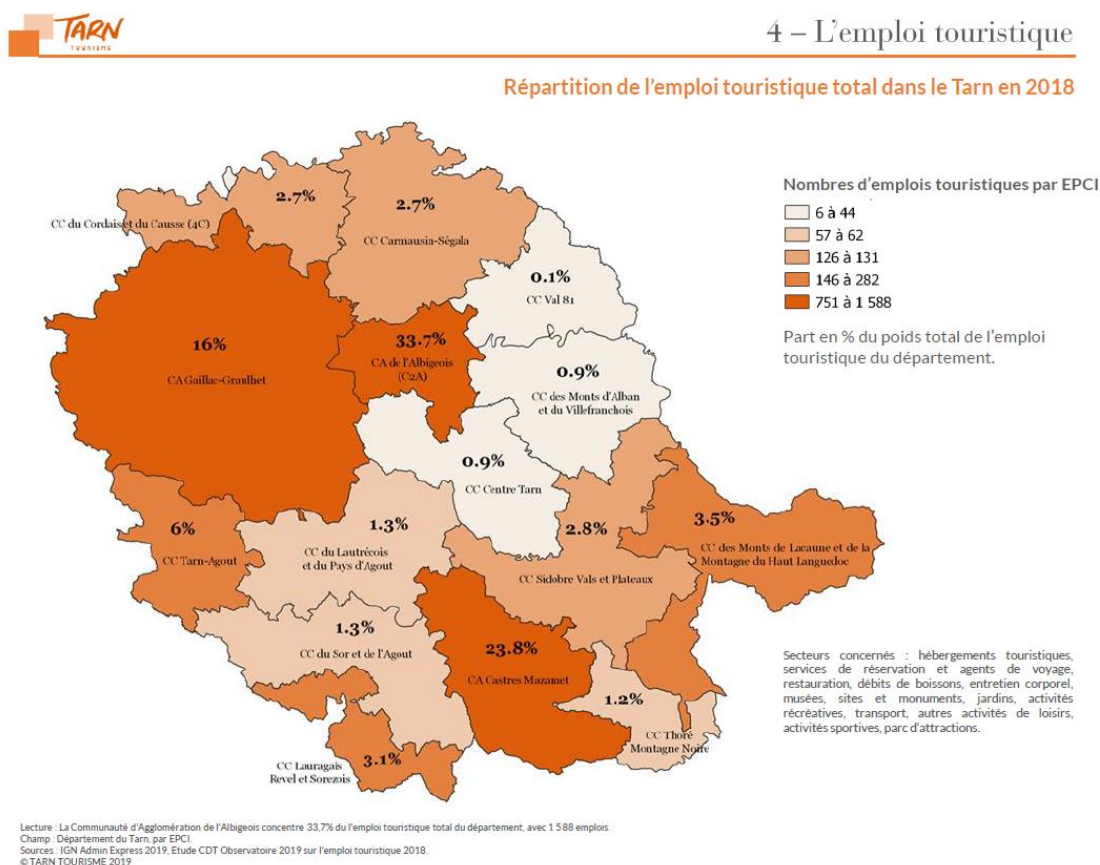 TARN
TOURISME
4 – L'emploi touristique
Répartition de l'emploi touristique total dans le Tarn en 2018
Nombres d'emplois touristiques par EPCI
6 à 44
57 à 62
126 à 131
146 à 282
751 à 1 588
Part en % du poids total de l'emploi
touristique du département.
2.7%
CC du Cordais et du Causse (4C)
2.7%
CC Carmausin-Ségala
0.1%
CC Val 81
16%
CA Gaillac-Graulhet
33.7%
CA de l'Albigeois
(C2A)
0.9%
CC des Monts d'Alban
et du Villefranchois
0.9%
CC Centre Tarn
6%
CC Tarn-Agout
1.3%
CC du Lautrécois
et du Pays d'Agout
2.8%
CC Sidobre Vals et Plateaux
3.5%
CC des Monts de Lacaune et de la
Montagne du Haut Languedoc
1.3%
CC du Sor et de l'Agout
23.8%
CA Castres Mazamet
1.2%
CC Thoré
Montagne Noire
3.1%
CC Lauragais
Revel et Sorezois
Secteurs concernés : hébergements touristiques,
services de réservation et agents de voyage,
restauration, débits de boissons, entretien corporel,
musées, sites et monuments, jardins, activités
récréatives, transport, autres activités de loisirs,
activités sportives, parc d'attractions.
Lecture : La Communauté d'Agglomération de l'Albigeois concentre 33,7% du l'emploi touristique total du département, avec 1 588 emplois.
Champ : Département du Tarn, par EPCI.
Sources : IGN Admin Express 2019, Etude CDT Observatoire 2019 sur l'emploi touristique 2018.
© TARN TOURISME 2019